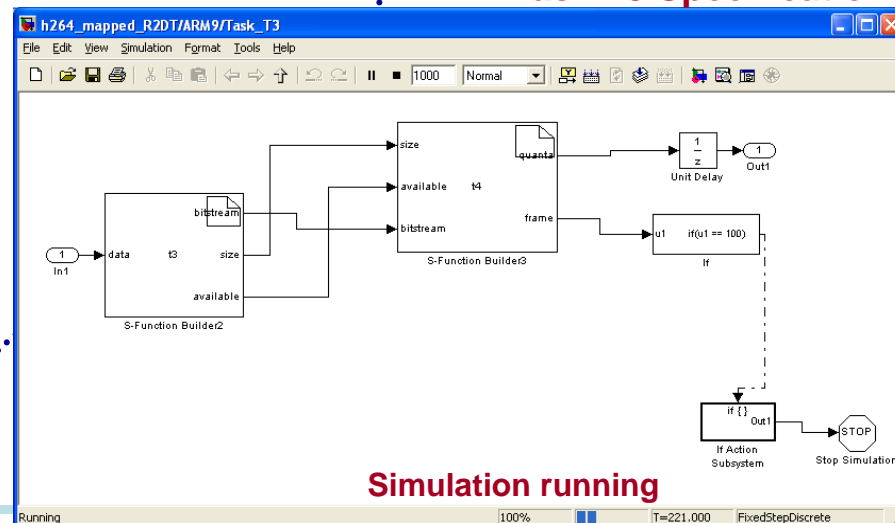 h264_mapped_R2DT/ARM9/Task_T3
File Edit View Simulation Format Tools Help
1000 Normal
size
quanta
available t4
bitstream
frame
S-Function Builder3
1
z
Unit Delay
1
Out1
u1 if(u1 == 100)
If
bitstream
1
In1
data t3 size
available
S-Function Builder2
if { }
Out1
If Action
Subsystem
STOP
Stop Simulation
Simulation running
Running 100% T=221.000 FixedStepDiscrete